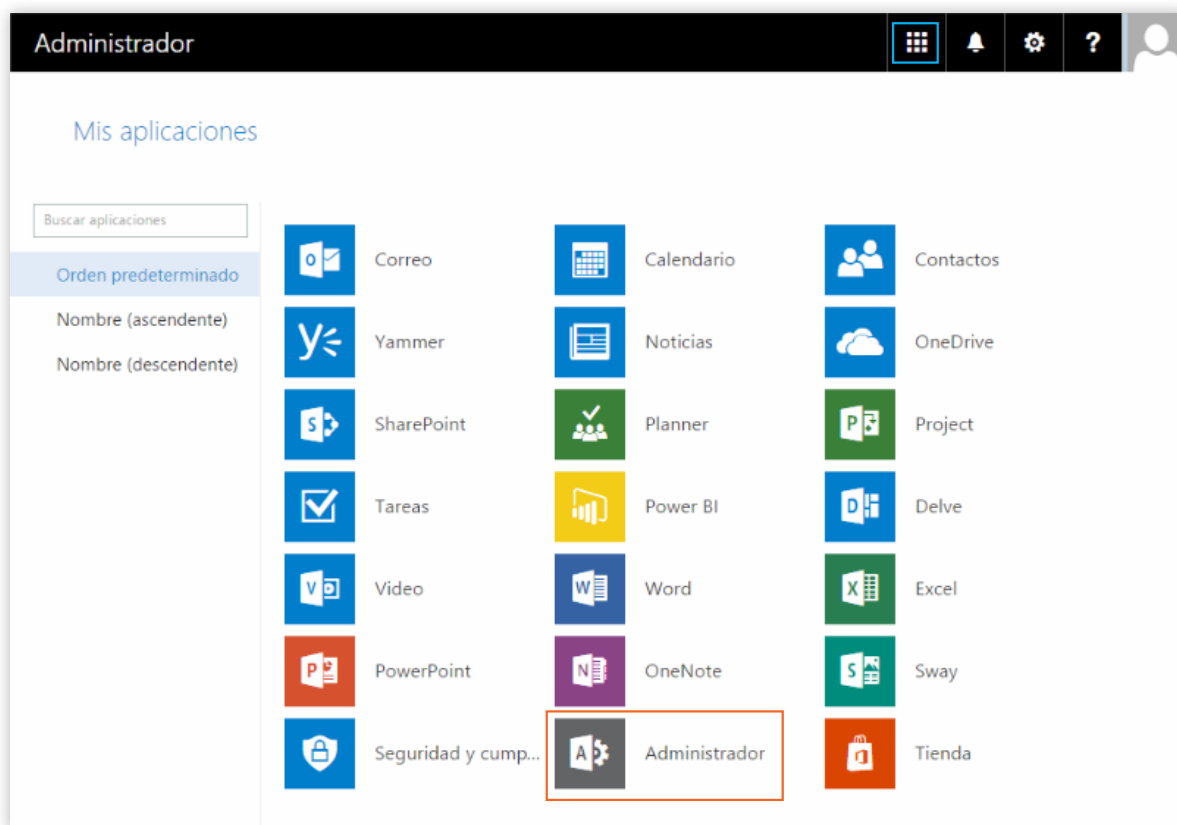 Administrador
?
Mis aplicaciones
Buscar aplicaciones
Orden predeterminado
Nombre (ascendente)
Nombre (descendente)
Correo
Calendario
Contactos
Yammer
Noticias
OneDrive
SharePoint
Planner
Project
Tareas
Power BI
Delve
Video
Word
Excel
PowerPoint
OneNote
Sway
Seguridad y cump...
Administrador
Tienda